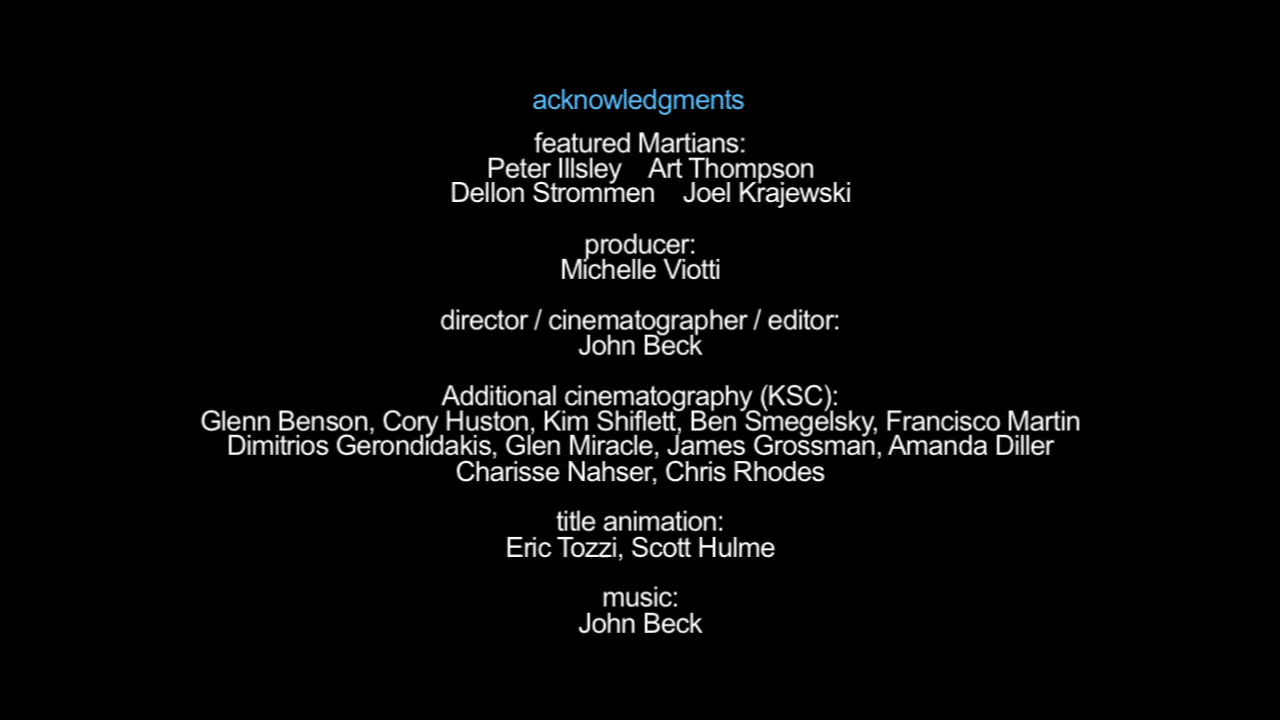 acknowledgments
featured Martians:
Peter Illsley Art Thompson
Dellon Strommen Joel Krajewski
producer:
Michelle Viotti
director / cinematographer / editor:
John Beck
Additional cinematography (KSC):
Glenn Benson, Cory Huston, Kim Shiflett, Ben Smegelsky, Francisco Martin
Dimitrios Gerondidakis, Glen Miracle, James Grossman, Amanda Diller
Charisse Nahser, Chris Rhodes
title animation:
Eric Tozzi, Scott Hulme
music:
John Beck